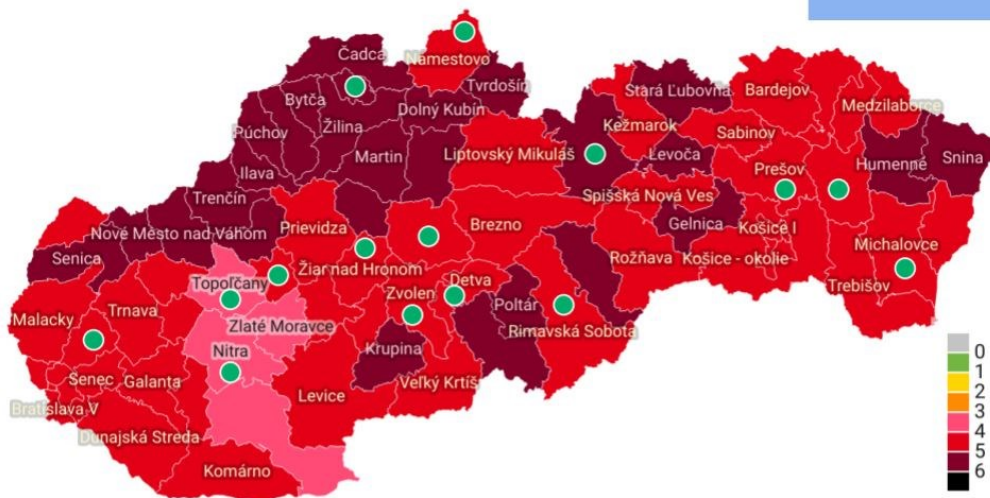 Čadca
Námestovo
Tvrdošín
Bytča
Dolný Kubín
Stará Ľubovňa
Bardejov
Medzilaborce
Púchov
Žilina
Kežmarok
Sabinov
Martin
Liptovský Mikuláš
Levoča
Ilava
Prešov
Humenné
Snina
Trenčín
Spišská Nová Ves
Nové Mesto nad Váhom
Prievidza
Brezno
Gelnica
Košice I
Senica
Michalovce
Žiar nad Hronom
Rožňava
Košice - okolie
Topoľčany
Detva
Trebišov
Malacky
Trnava
Zvolen
Poltár
Zlaté Moravce
Rimavská Sobota
Nitra
Krupina
Senec
Galanta
Levice
Veľký Krtíš
Bratislava V
Dunajská Streda
Komárno
0
1
2
3
4
5
6